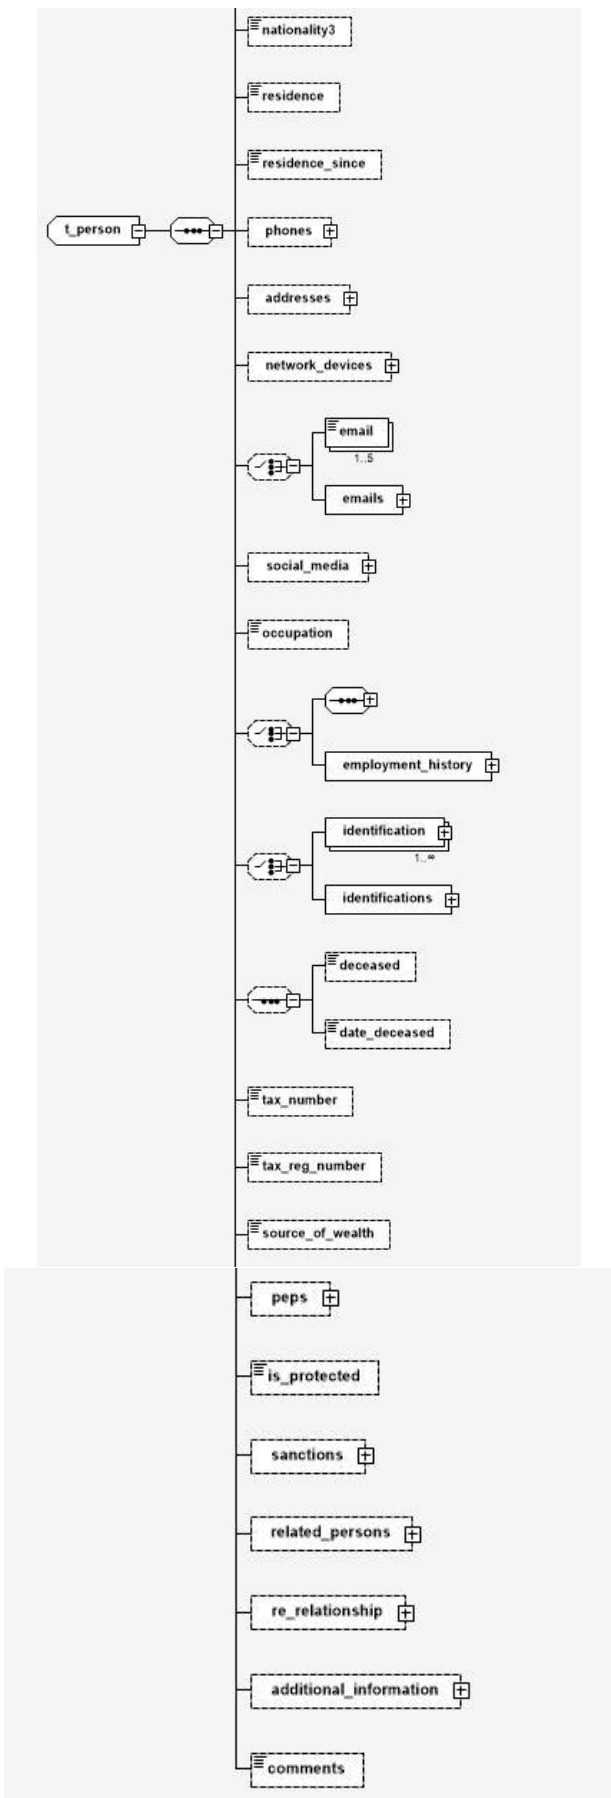 nationality3
residence
residence_since
t_person
phones
addresses
network_devices
email
1..5
emails
social_media
occupation
employment_history
identification
1..∞
identifications
deceased
date_deceased
tax_number
tax_reg_number
source_of_wealth
peps
is_protected
sanctions
related_persons
re_relationship
additional_information
comments